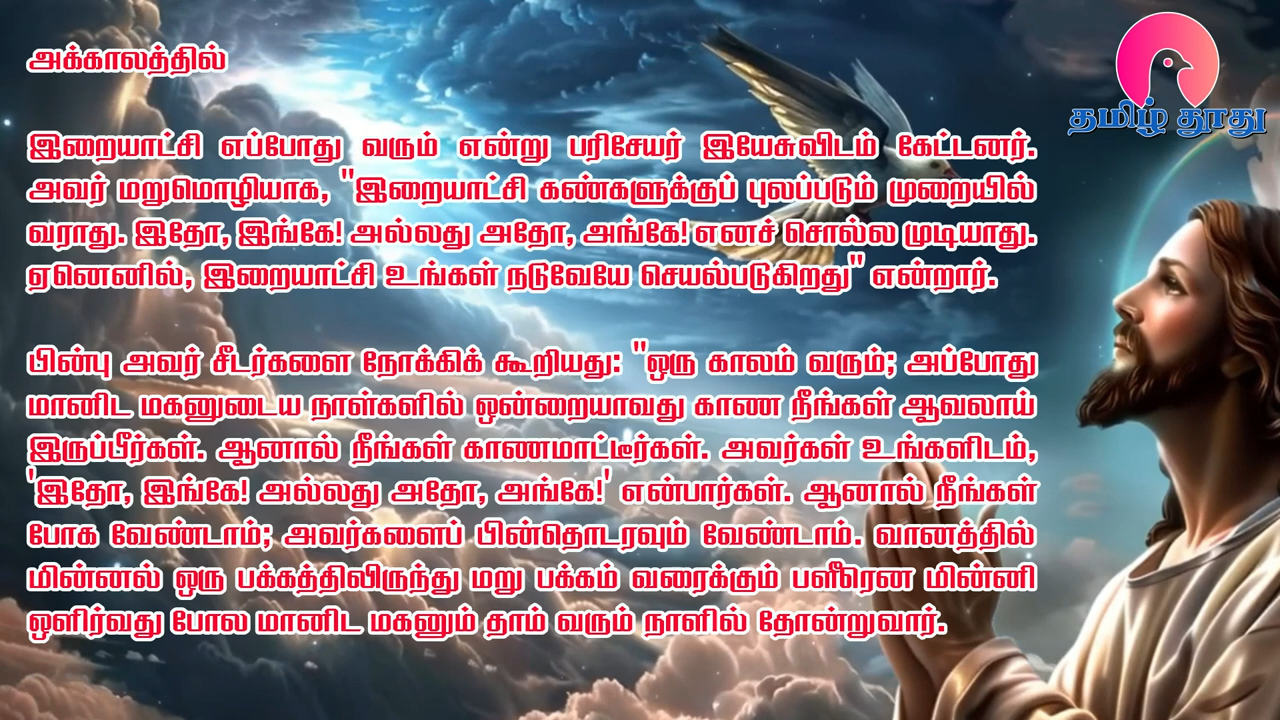 அக்காலத்தில்
இறையாட்சி எப்போது வரும் என்று பரிசேயர் இயேசுவிடம் கேட்டனர்.
அவர் மறுமொழியாக, "இறையாட்சி கண்களுக்குப் புலப்படும் முறையில்
வராது. இதோ, இங்கே! அல்லது அதோ, அங்கே! எனச் சொல்ல முடியாது.
ஏனெனில், இறையாட்சி உங்கள் நடுவேயே செயல்படுகிறது" என்றார்.
பின்பு அவர் சீடர்களை நோக்கிக் கூறியது: "ஒரு காலம் வரும்; அப்போது
மானிட மகனுடைய நாள்களில் ஒன்றையாவது காண நீங்கள் ஆவலாய்
இருப்பீர்கள். ஆனால் நீங்கள் காணமாட்டீர்கள். அவர்கள் உங்களிடம்,
'இதோ, இங்கே! அல்லது அதோ, அங்கே!' என்பார்கள். ஆனால் நீங்கள்
போக வேண்டாம்; அவர்களைப் பின்தொடரவும் வேண்டாம். வானத்தில்
மின்னல் ஒரு பக்கத்திலிருந்து மறு பக்கம் வரைக்கும் பளீரென மின்னி
ஒளிர்வது போல மானிட மகனும் தாம் வரும் நாளில் தோன்றுவார்.
தமிழ் தூது